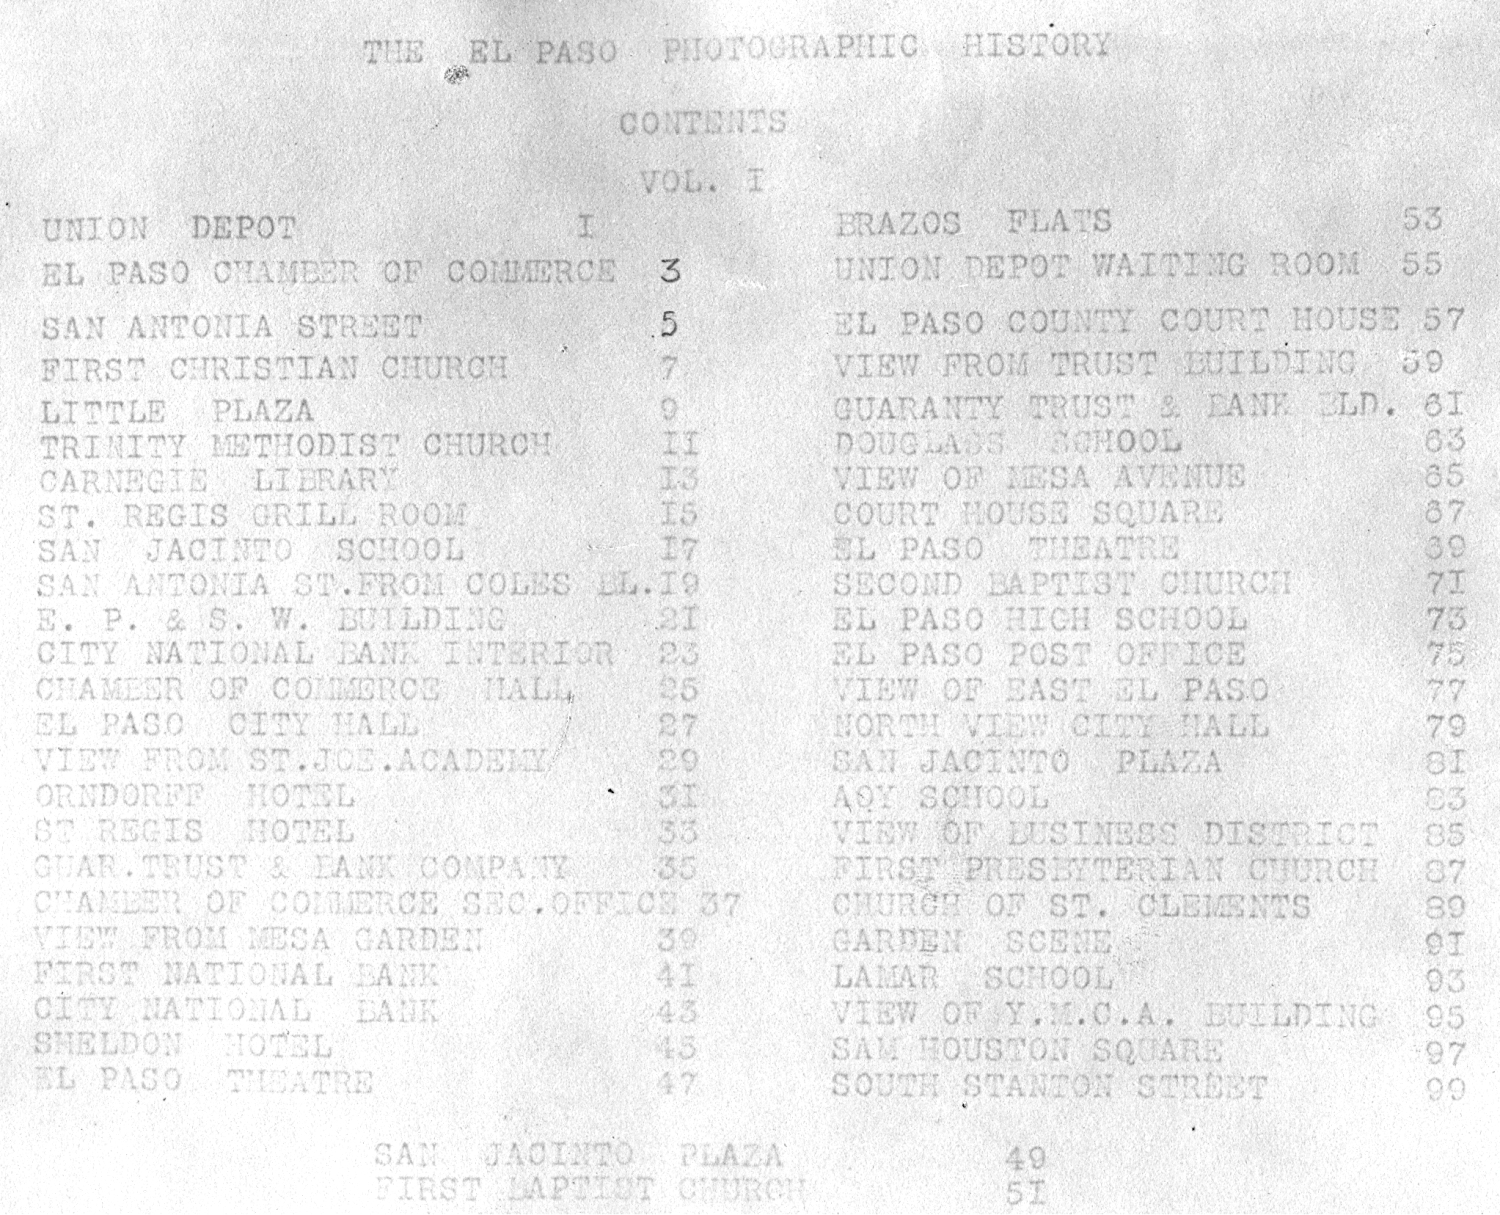 THE EL PASO PHOTOGRAPHIC HISTORY
CONTENTS
VOL. I
UNION DEPOT I
EL PASO CHAMBER OF COMMERCE 3
SAN ANTONIA STREET 5
FIRST CHRISTIAN CHURCH 7
LITTLE PLAZA 9
TRINITY METHODIST CHURCH II
CARNEGIE LIBRARY I3
ST. REGIS GRILL ROOM I5
SAN JACINTO SCHOOL I7
SAN ANTONIA ST.FROM COLES BL.I9
E. P. & S. W. BUILDING 2I
CITY NATIONAL BANK INTERIOR 23
CHAMBER OF COMMERCE HALL 25
EL PASO CITY HALL 27
VIEW FROM ST.JOE.ACADEMY 29
ORNDORFF HOTEL 3I
ST REGIS HOTEL 33
GUAR.TRUST & BANK COMPANY 35
CHAMBER OF COMMERCE SEC.OFFICE 37
VIEW FROM MESA GARDEN 39
FIRST NATIONAL BANK 4I
CITY NATIONAL BANK 43
SHELDON HOTEL 45
EL PASO THEATRE 47
BRAZOS FLATS 53
UNION DEPOT WAITING ROOM 55
EL PASO COUNTY COURT HOUSE 57
VIEW FROM TRUST BUILDING 59
GUARANTY TRUST & BANK BLD. 6I
DOUGLASS SCHOOL 63
VIEW OF MESA AVENUE 65
COURT HOUSE SQUARE 67
EL PASO THEATRE 69
SECOND BAPTIST CHURCH 7I
EL PASO HIGH SCHOOL 73
EL PASO POST OFFICE 75
VIEW OF EAST EL PASO 77
NORTH VIEW CITY HALL 79
SAN JACINTO PLAZA 8I
AOY SCHOOL 83
VIEW OF BUSINESS DISTRICT 85
FIRST PRESBYTERIAN CHURCH 87
CHURCH OF ST. CLEMENTS 89
GARDEN SCENE 9I
LAMAR SCHOOL 93
VIEW OF Y.M.C.A. BUILDING 95
SAM HOUSTON SQUARE 97
SOUTH STANTON STREET 99
SAN JACINTO PLAZA 49
FIRST BAPTIST CHURCH 5I